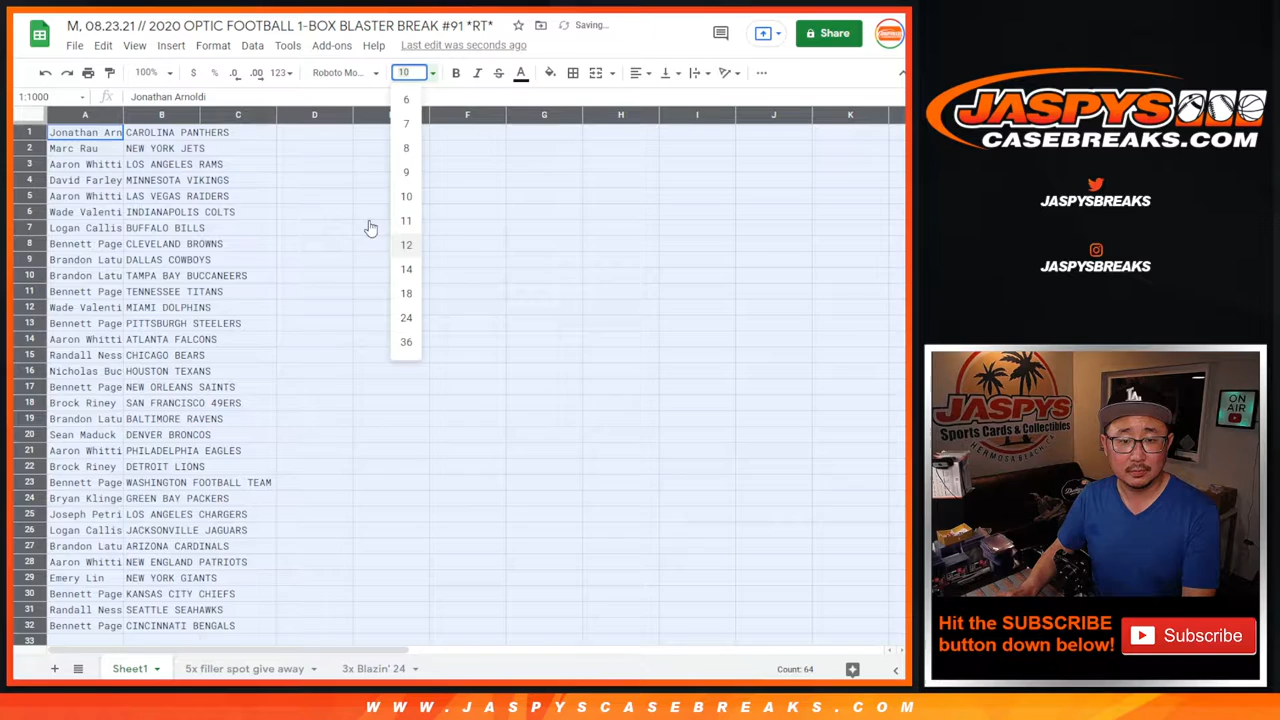 M, 08.23.21 // 2020 OPTIC FOOTBALL 1-BOX BLASTER BREAK #91 *RT*
Saving...
File Edit View Insert Format Data Tools Add-ons Help Last edit was seconds ago
Share
100% $ % .0 .00 123 Roboto Mo... 10 B I S A
1:1000 fx Jonathan Arnoldi
A B C D F G H I J K
1 Jonathan Arn CAROLINA PANTHERS
2 Marc Rau NEW YORK JETS
3 Aaron Whitti LOS ANGELES RAMS
4 David Farley MINNESOTA VIKINGS
5 Aaron Whitti LAS VEGAS RAIDERS
6 Wade Valenti INDIANAPOLIS COLTS
7 Logan Callis BUFFALO BILLS
8 Bennett Page CLEVELAND BROWNS
9 Brandon Latu DALLAS COWBOYS
10 Brandon Latu TAMPA BAY BUCCANEERS
11 Bennett Page TENNESSEE TITANS
12 Wade Valenti MIAMI DOLPHINS
13 Bennett Page PITTSBURGH STEELERS
14 Aaron Whitti ATLANTA FALCONS
15 Randall Ness CHICAGO BEARS
16 Nicholas Buc HOUSTON TEXANS
17 Bennett Page NEW ORLEANS SAINTS
18 Brock Riney SAN FRANCISCO 49ERS
19 Brandon Latu BALTIMORE RAVENS
20 Sean Maduck DENVER BRONCOS
21 Aaron Whitti PHILADELPHIA EAGLES
22 Brock Riney DETROIT LIONS
23 Bennett Page WASHINGTON FOOTBALL TEAM
24 Bryan Klinge GREEN BAY PACKERS
25 Joseph Petri LOS ANGELES CHARGERS
26 Logan Callis JACKSONVILLE JAGUARS
27 Brandon Latu ARIZONA CARDINALS
28 Aaron Whitti NEW ENGLAND PATRIOTS
29 Emery Lin NEW YORK GIANTS
30 Bennett Page KANSAS CITY CHIEFS
31 Randall Ness SEATTLE SEAHAWKS
32 Bennett Page CINCINNATI BENGALS
33
6
7
8
9
10
11
12
14
18
24
36
Sheet1 5x filler spot give away 3x Blazin' 24 Count: 64
JASPYS
CASEBREAKS.COM
JASPYSBREAKS
JASPYSBREAKS
JASPYS
Sports Cards & Collectibles
HERMOSA BEACH, CA
ON
AIR
LA
Hit the SUBSCRIBE
button down below!
Subscribe
WWW.JASPYSCASEBREAKS.COM